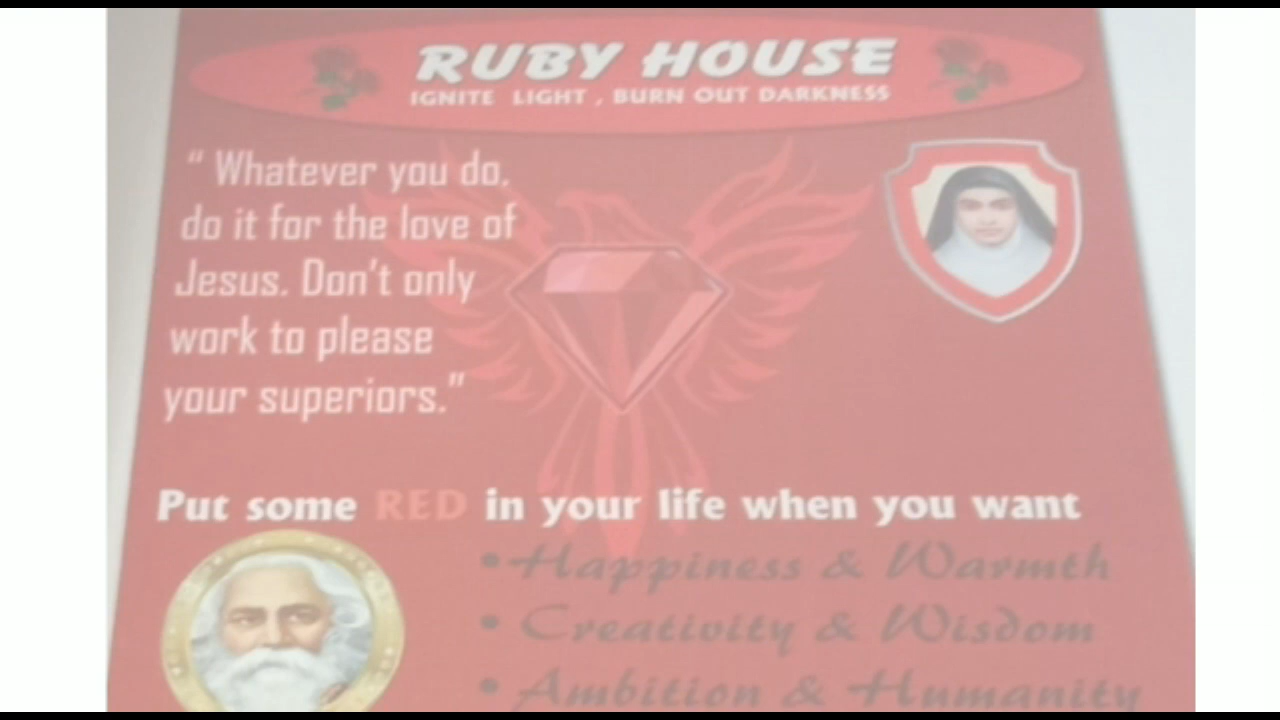 RUBY HOUSE
IGNITE LIGHT, BURN OUT DARKNESS
“ Whatever you do,
do it for the love of
Jesus. Don't only
work to please
your superiors.”
Put some RED in your life when you want
• Happiness & Warmth
• Creativity & Wisdom
• Ambition & Humanity